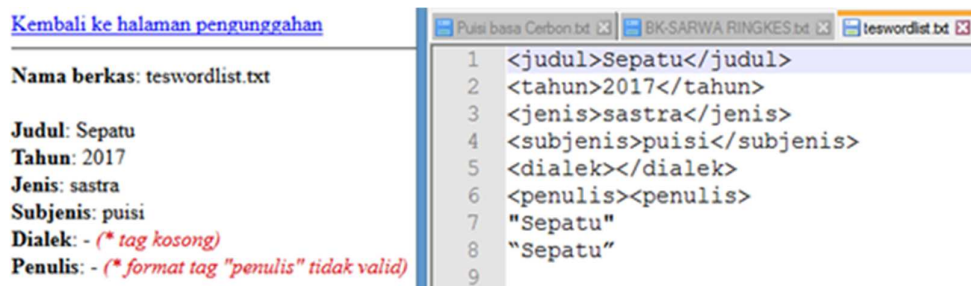 Kembali ke halaman pengunggahan
Nama berkas: teswordlist.txt
Judul: Sepatu
Tahun: 2017
Jenis: sastra
Subjenis: puisi
Dialek: - (* tag kosong)
Penulis: - (* format tag "penulis" tidak valid)
Puisi basa Cerbon.txt BK-SARWA RINGKES.txt teswordlist.txt
1 <judul>Sepatu</judul>
2 <tahun>2017</tahun>
3 <jenis>sastra</jenis>
4 <subjenis>puisi</subjenis>
5 <dialek></dialek>
6 <penulis><penulis>
7 "Sepatu"
8 “Sepatu”
9